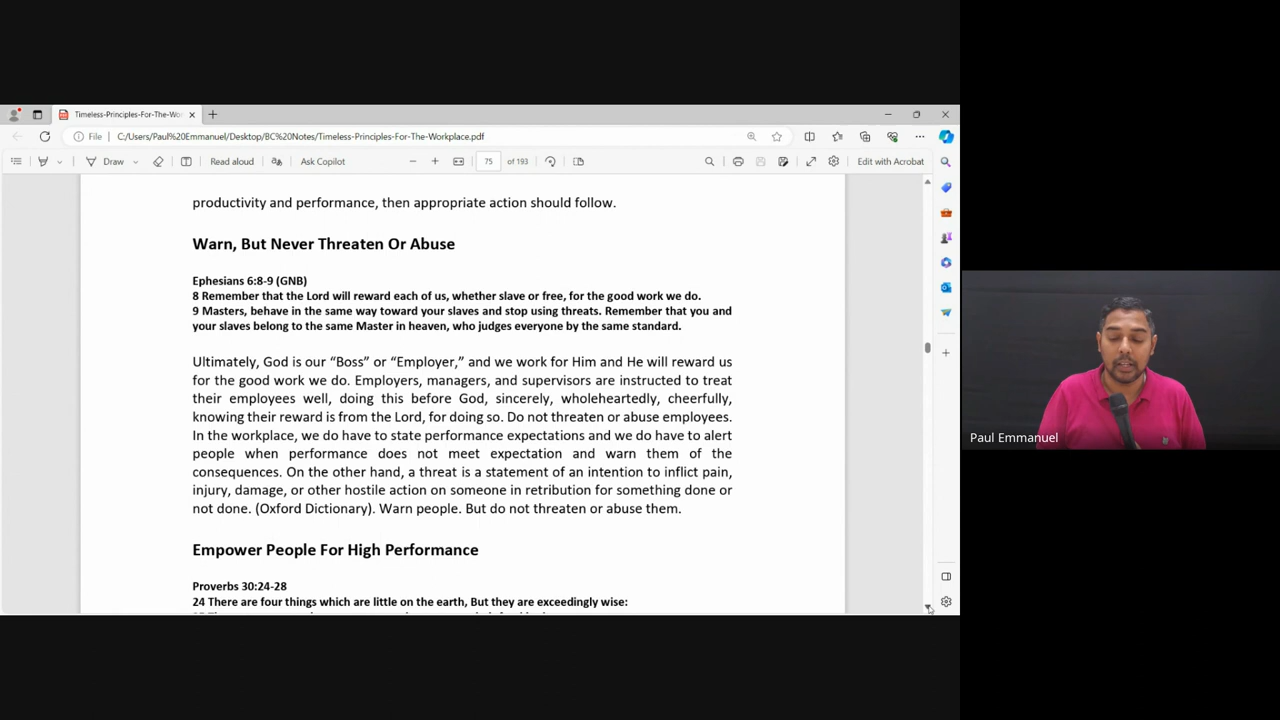 Timeless-Principles-For-The-Wo
File
C:/Users/Paul%20Emmanuel/Desktop/BC%20Notes/Timeless-Principles-For-The-Workplace.pdf
Draw
Read aloud
Ask Copilot
75 of 193
Edit with Acrobat
productivity and performance, then appropriate action should follow.
Warn, But Never Threaten Or Abuse
Ephesians 6:8-9 (GNB)
8 Remember that the Lord will reward each of us, whether slave or free, for the good work we do.
9 Masters, behave in the same way toward your slaves and stop using threats. Remember that you and
your slaves belong to the same Master in heaven, who judges everyone by the same standard.
Ultimately, God is our “Boss” or “Employer,” and we work for Him and He will reward us
for the good work we do. Employers, managers, and supervisors are instructed to treat
their employees well, doing this before God, sincerely, wholeheartedly, cheerfully,
knowing their reward is from the Lord, for doing so. Do not threaten or abuse employees.
In the workplace, we do have to state performance expectations and we do have to alert
people when performance does not meet expectation and warn them of the
consequences. On the other hand, a threat is a statement of an intention to inflict pain,
injury, damage, or other hostile action on someone in retribution for something done or
not done. (Oxford Dictionary). Warn people. But do not threaten or abuse them.
Empower People For High Performance
Proverbs 30:24-28
24 There are four things which are little on the earth, But they are exceedingly wise:
Paul Emmanuel